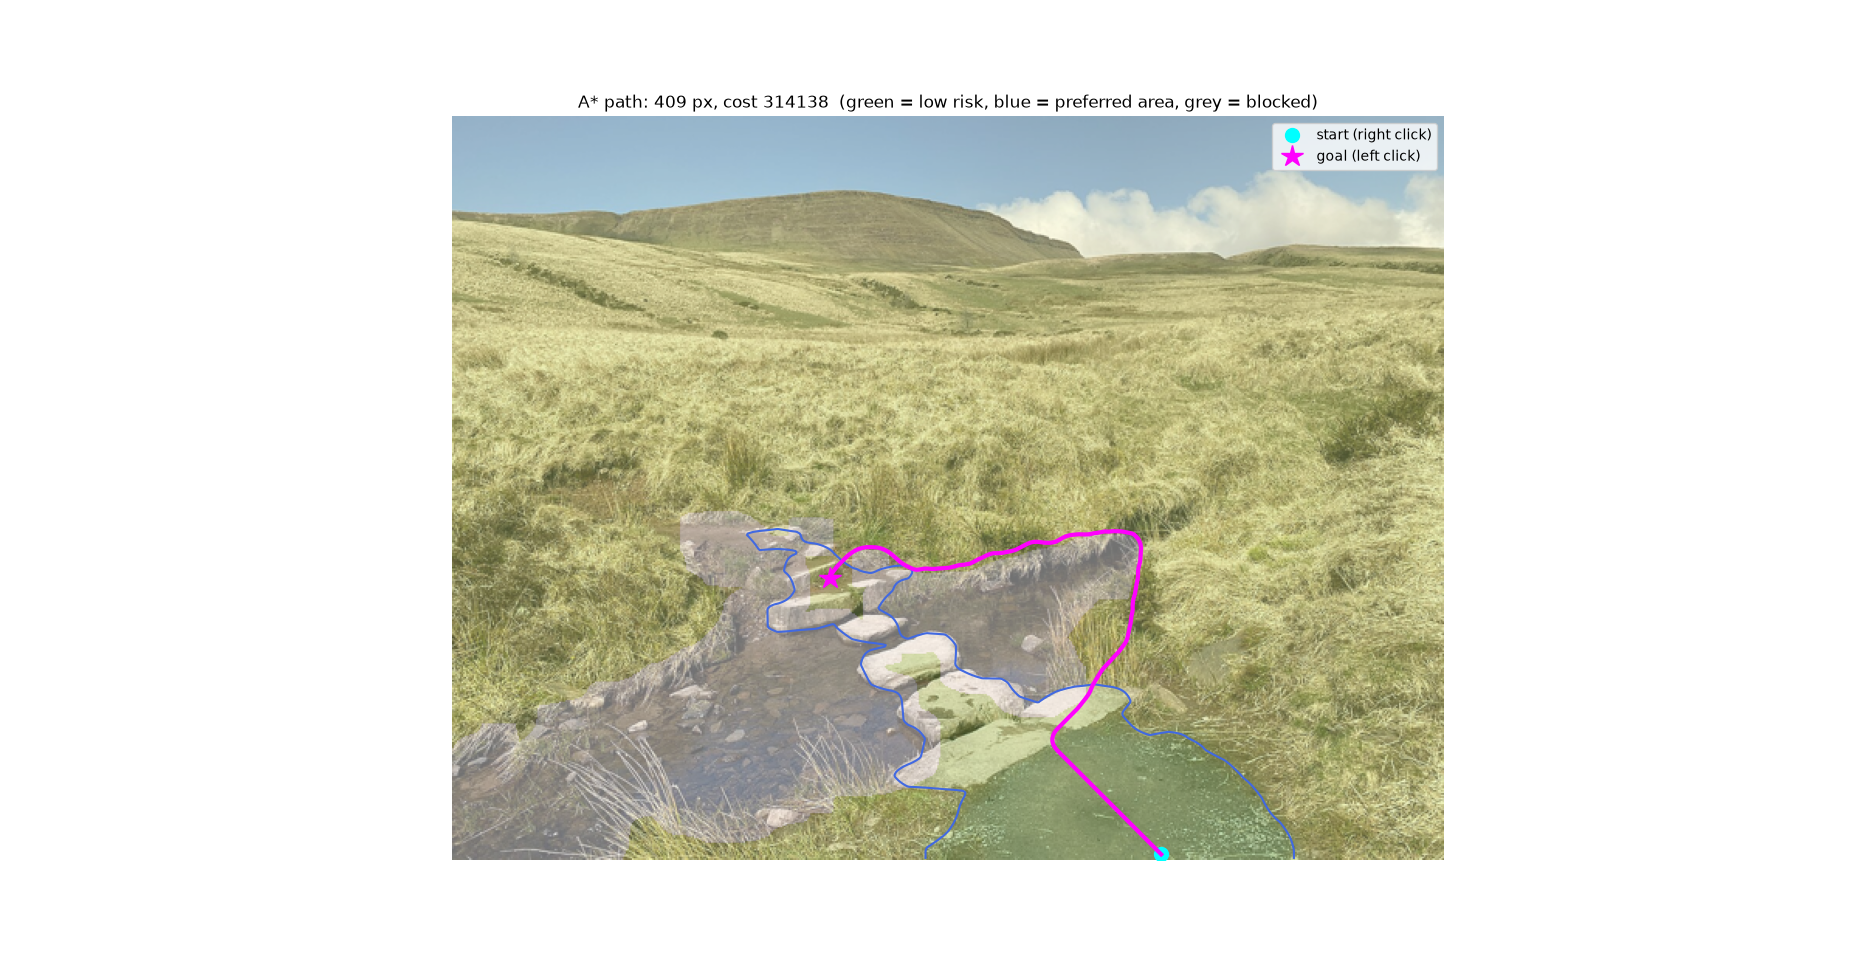 A* path: 409 px, cost 314138  (green = low risk, blue = preferred area, grey = blocked)
start (right click)
goal (left click)